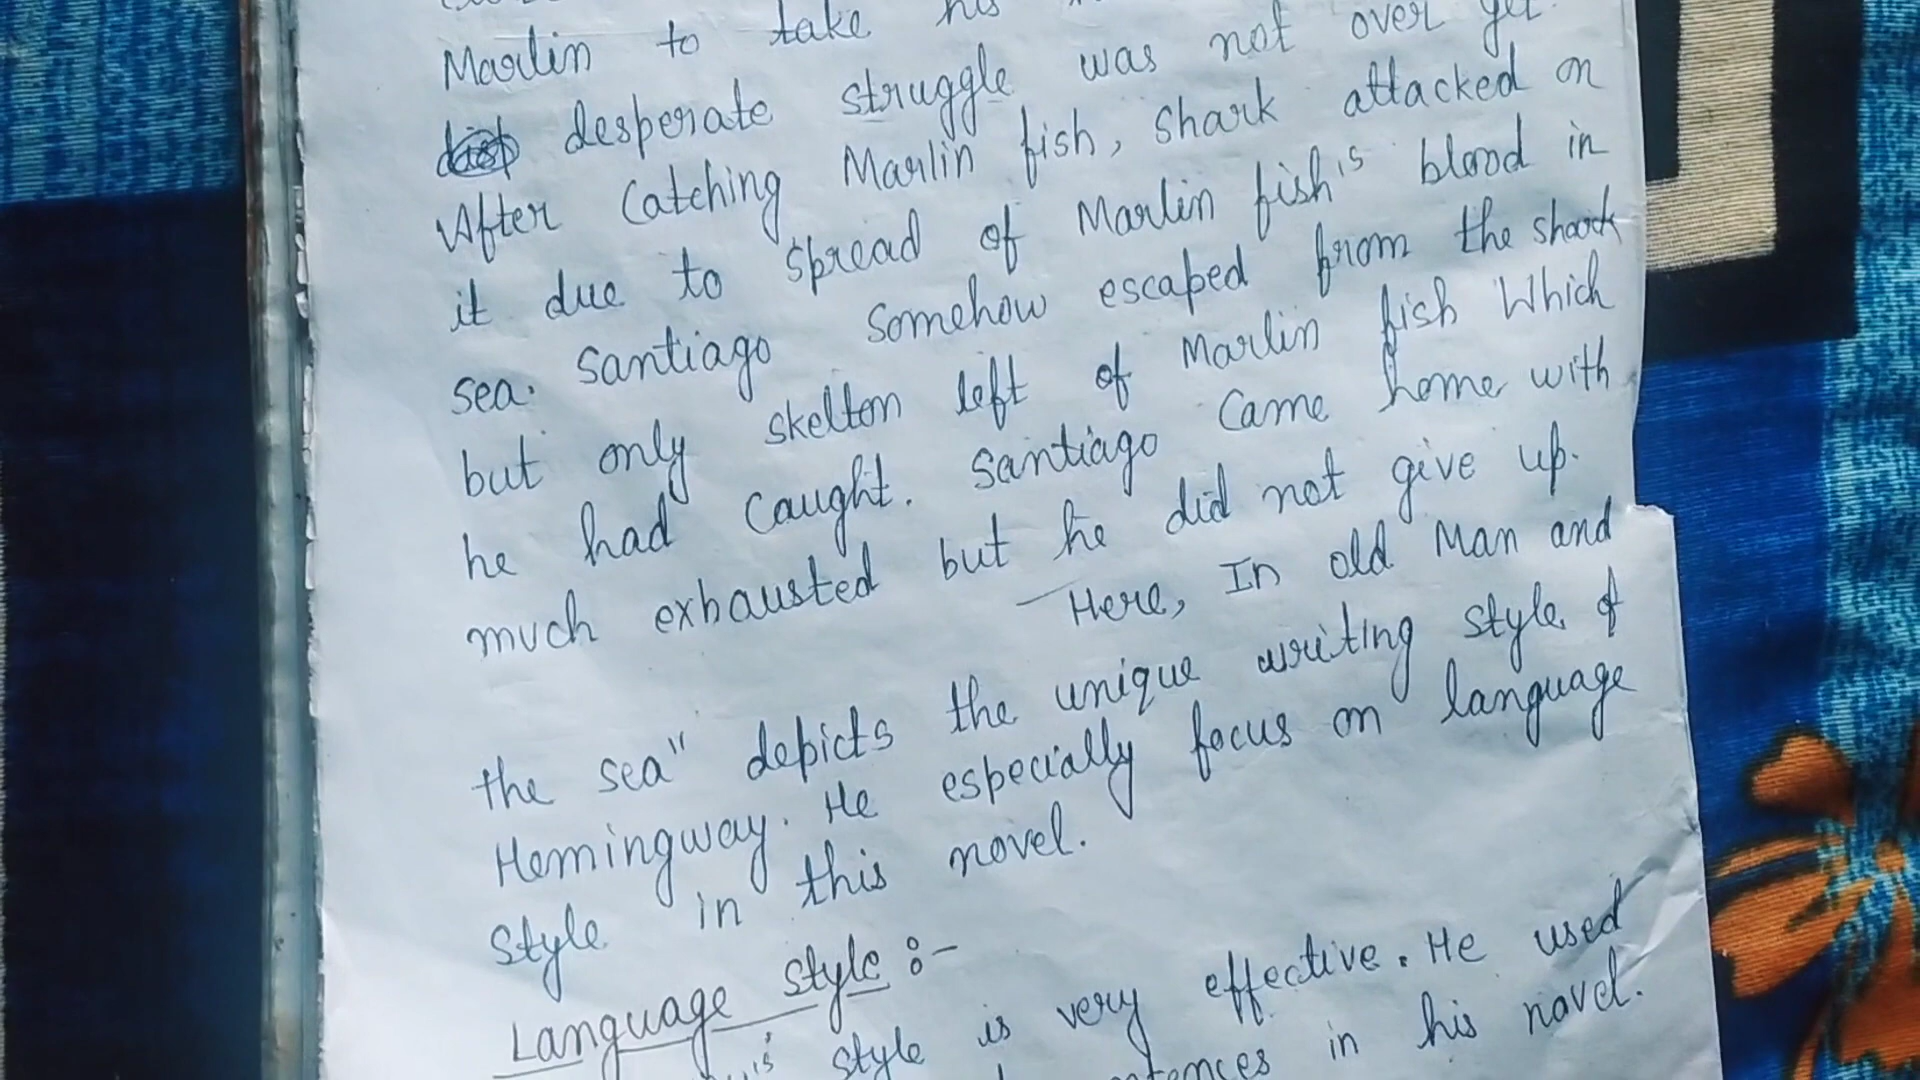 Marlin to take his
desperate struggle was not over yet.
After catching Marlin fish, shark attacked on
it due to spread of Marlin fish's blood in
sea. Santiago somehow escaped from the shark
but only skelton left of Marlin fish Which
he had caught. Santiago came home with
much exhausted but he did not give up.
Here, In old Man and
the sea" depicts the unique writing style of
Hemingway. He especially focus on language
style in this novel.
Language style :-
style is very effective. He used
in his novel.